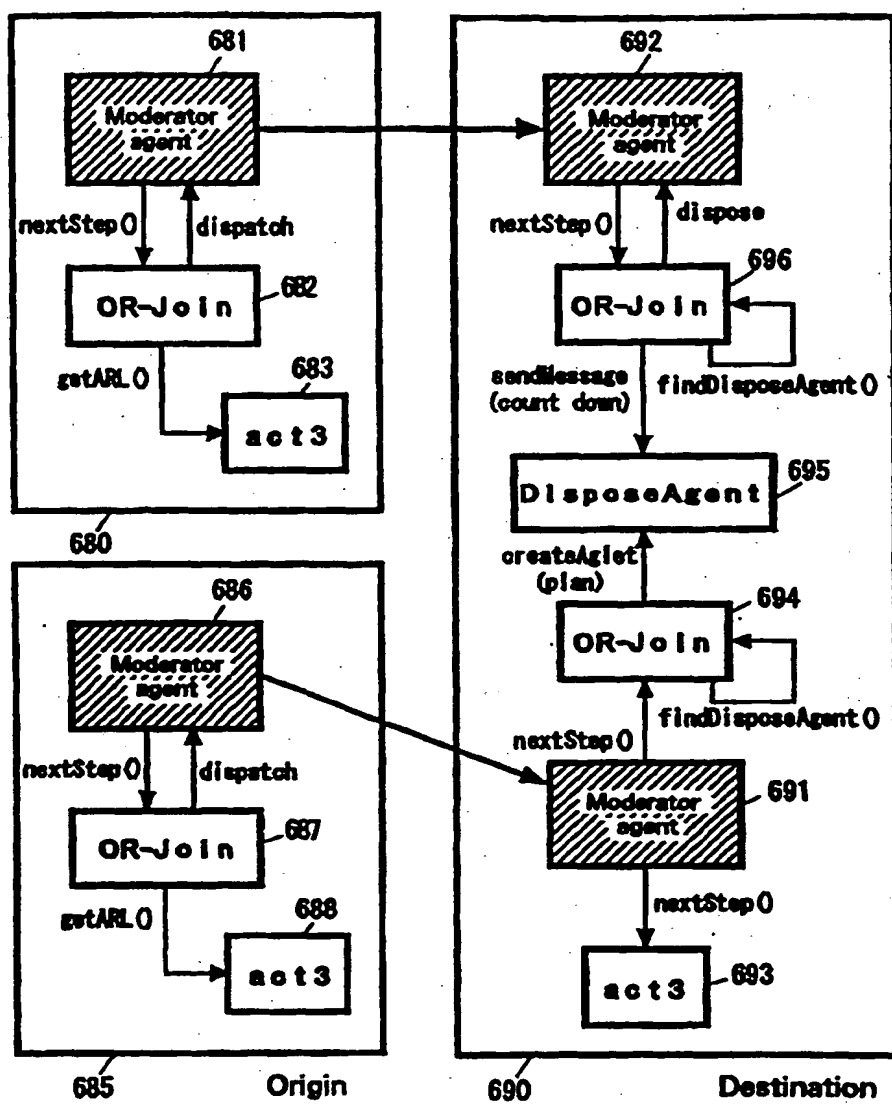 681
Moderator
agent
nextStep()
dispatch
OR-Join
682
getARL()
683
act3
680
686
Moderator
agent
nextStep()
dispatch
OR-Join
687
getARL()
688
act3
685
Origin
692
Moderator
agent
nextStep()
dispose
696
OR-Join
sendMessage
(count down)
findDisposeAgent()
695
DisposeAgent
createAglet
(plan)
694
OR-Join
findDisposeAgent()
nextStep()
Moderator
agent
691
nextStep()
act3
693
690
Destination